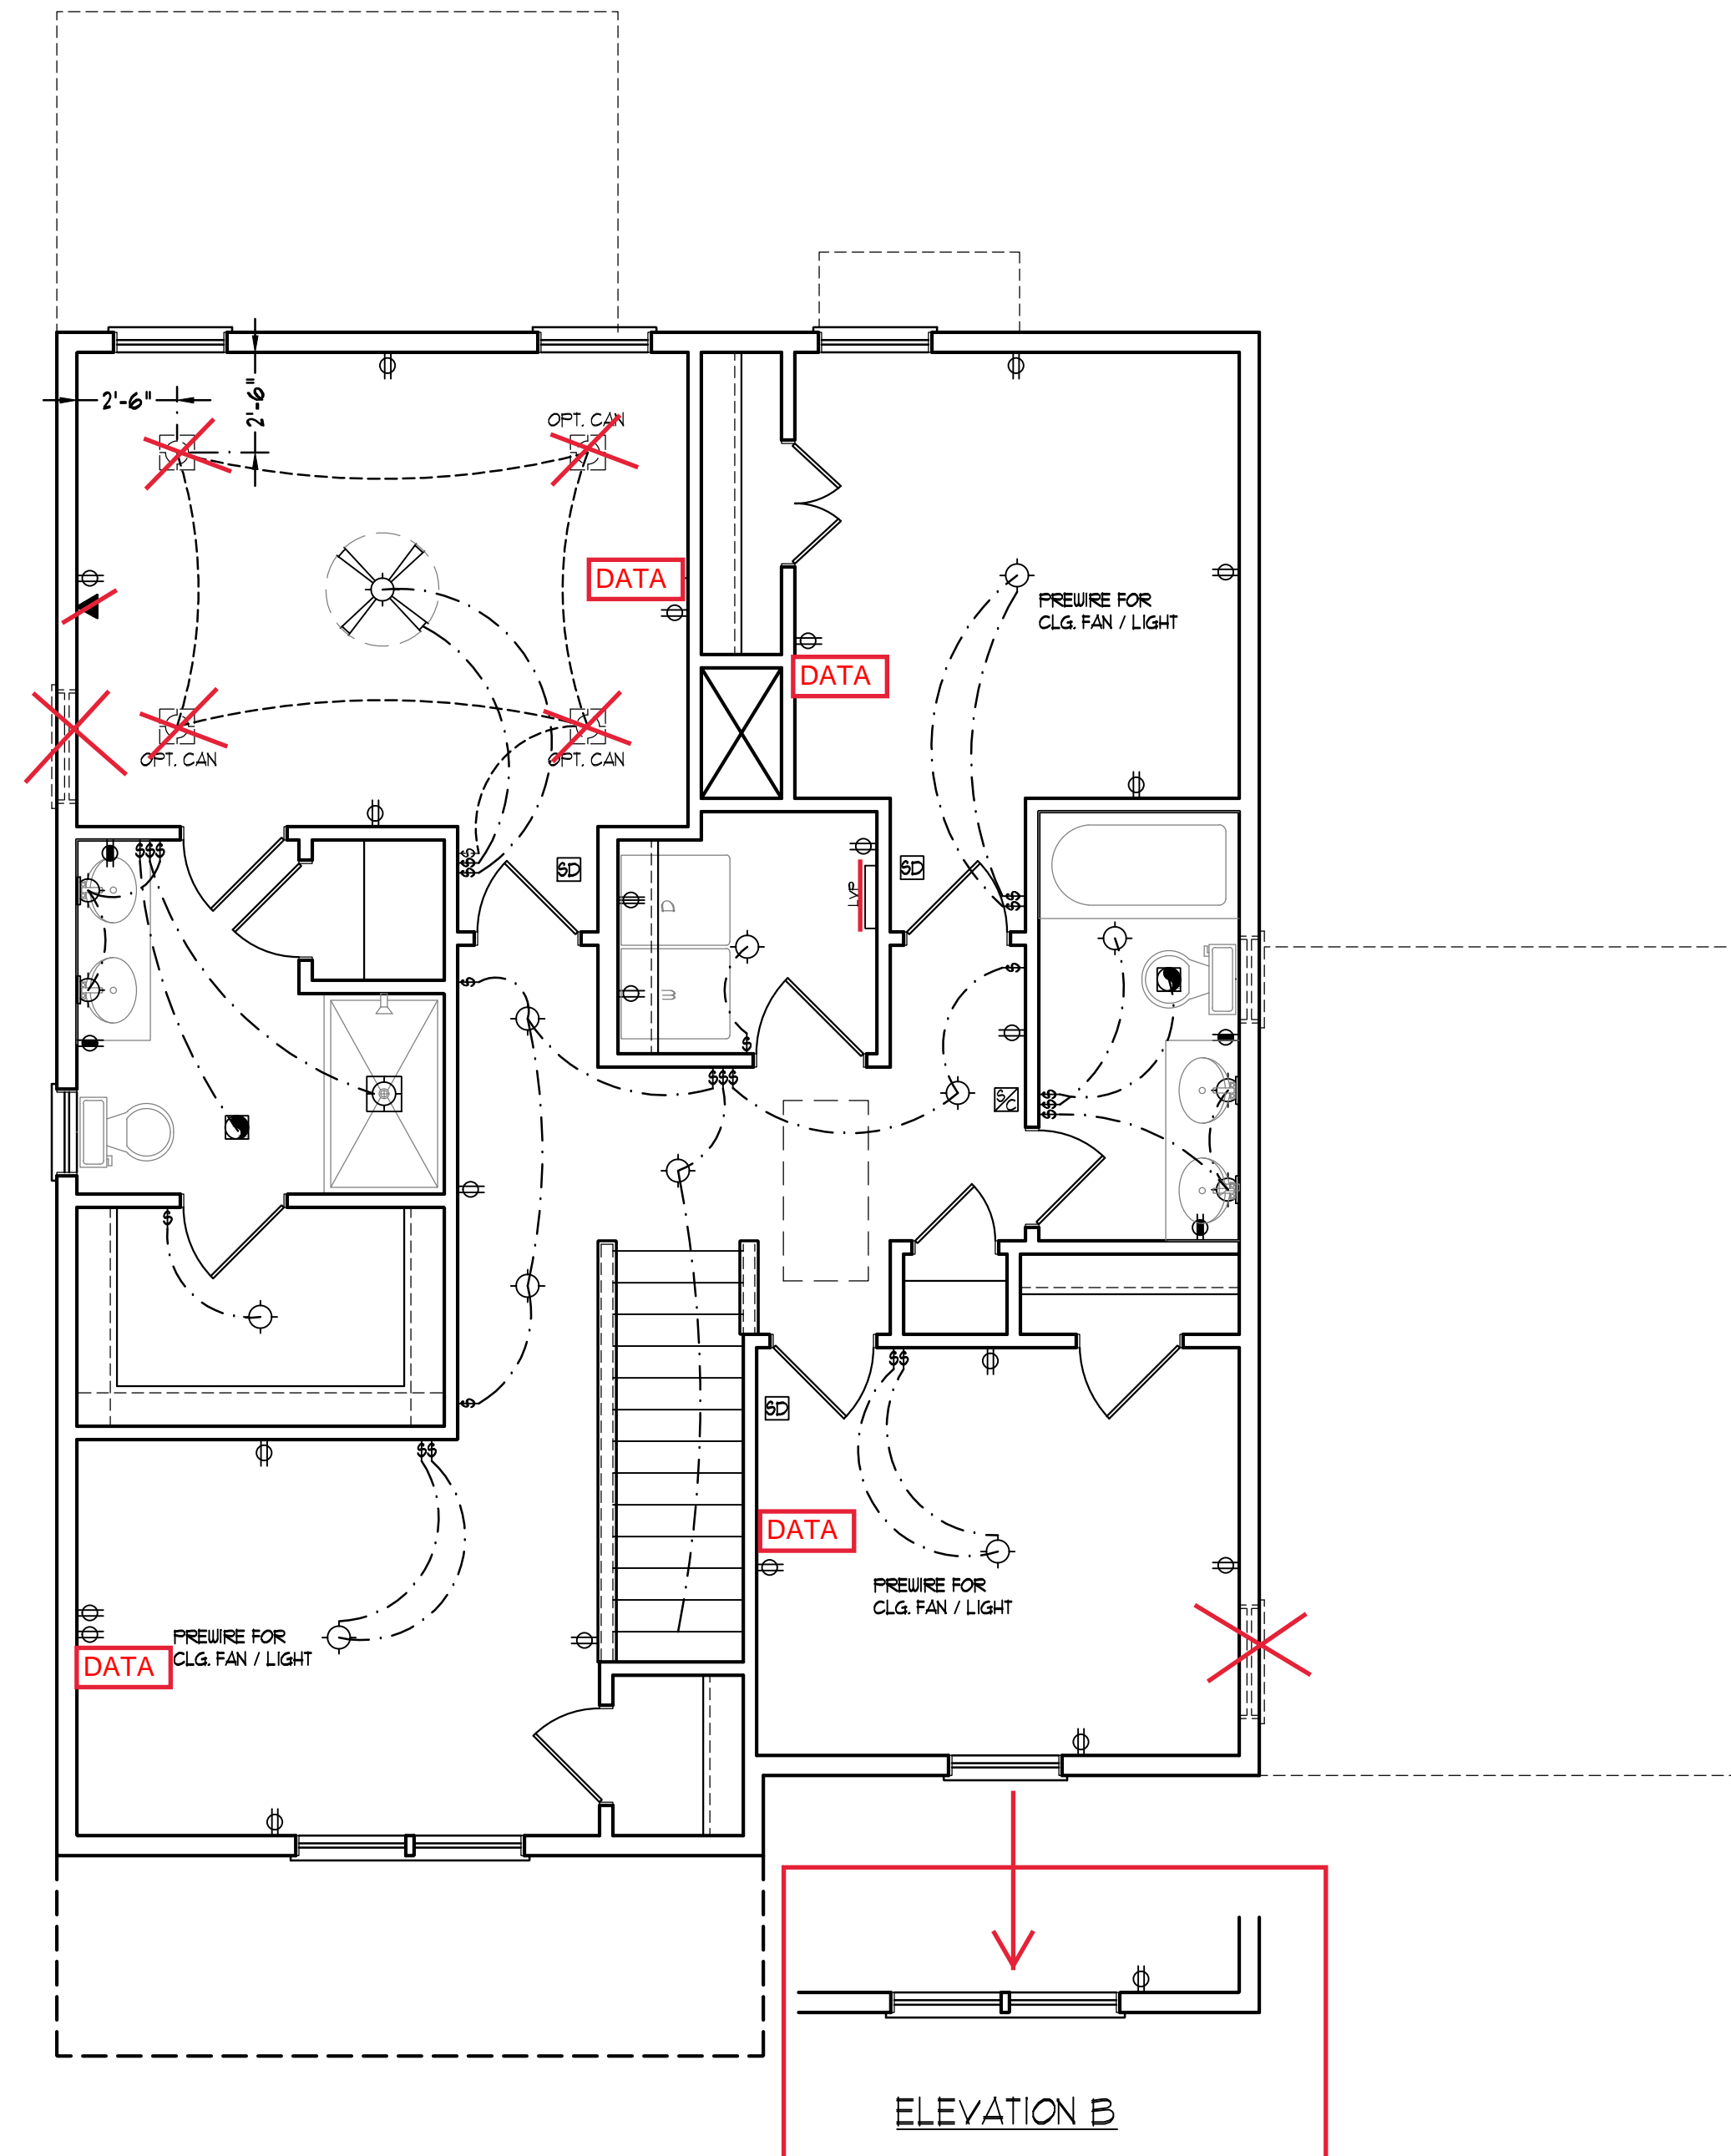 OPT. CAN
2'-6"
2'-6"
DATA
PREWIRE FOR
CLG. FAN / LIGHT
DATA
OPT. CAN
OPT. CAN
$$$
$
$
$
SD
SD
D
$
$
$
$
W
$
S/C
$
$$$
$
$
$
$
$$
SD
$
$$
DATA
PREWIRE FOR
CLG. FAN / LIGHT
PREWIRE FOR
CLG. FAN / LIGHT
DATA
ELEVATION B